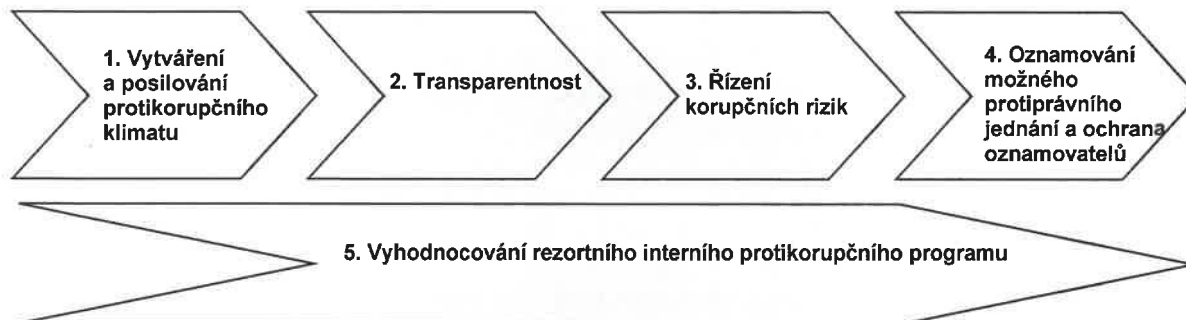 1. Vytváření
a posilování
protikorupčního
klimatu
2. Transparentnost
3. Řízení
korupčních rizik
4. Oznamování
možného
protiprávního
jednání a ochrana
oznamovatelů
5. Vyhodnocování rezortního interního protikorupčního programu